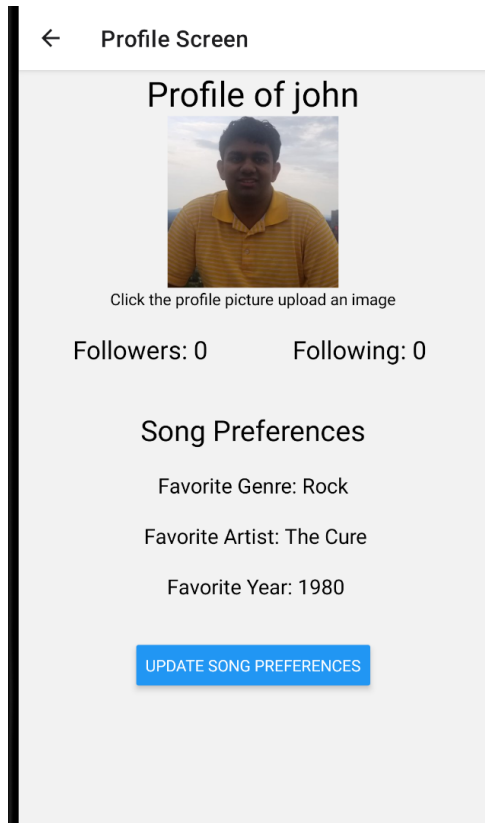 Profile Screen
Profile of john
Click the profile picture upload an image
Followers: 0 Following: 0
Song Preferences
Favorite Genre: Rock
Favorite Artist: The Cure
Favorite Year: 1980
UPDATE SONG PREFERENCES